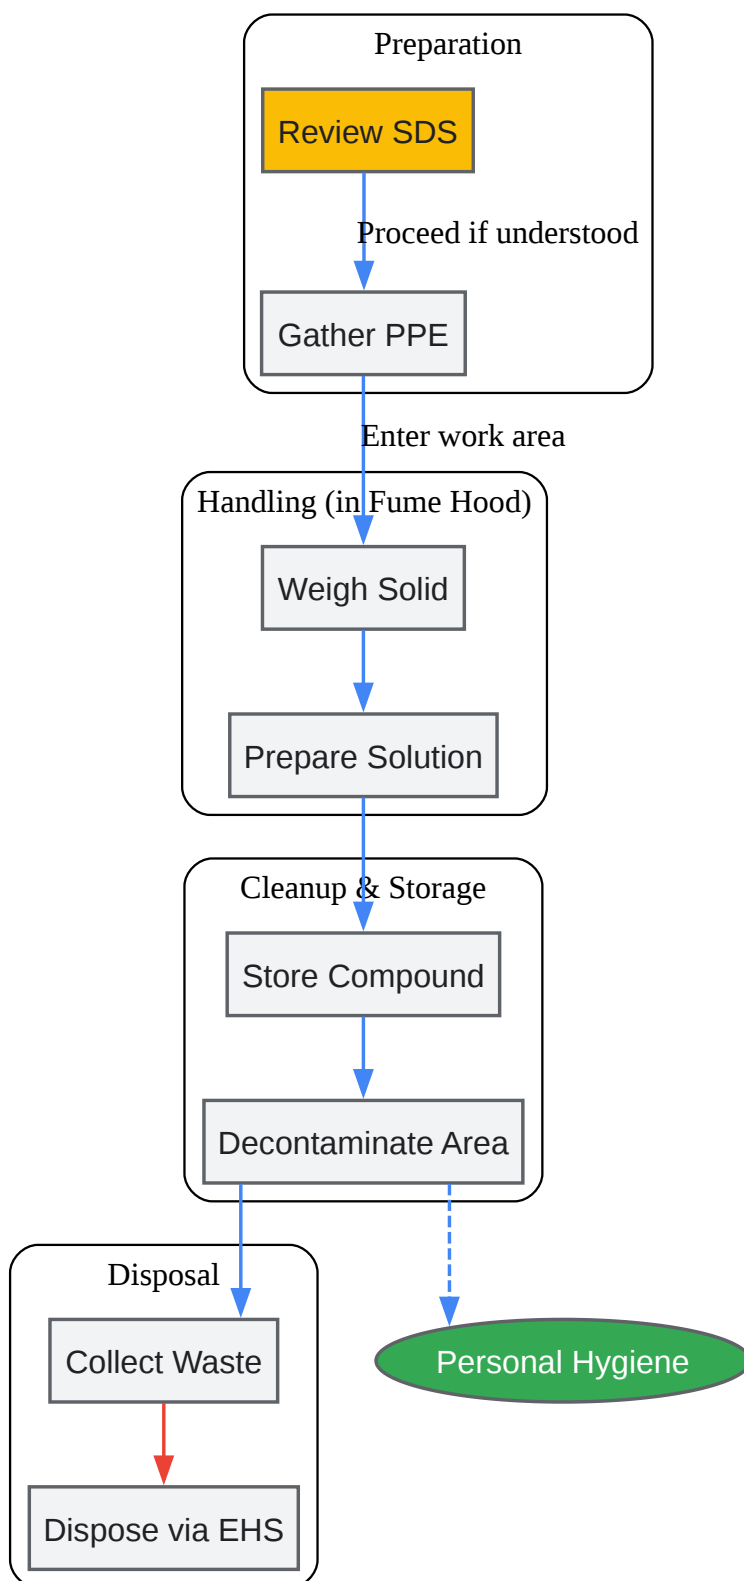 Preparation
Review SDS
Proceed if understood
Gather PPE
Enter work area
Handling (in Fume Hood)
Weigh Solid
Prepare Solution
Cleanup & Storage
Store Compound
Decontaminate Area
Disposal
Collect Waste
Personal Hygiene
Dispose via EHS